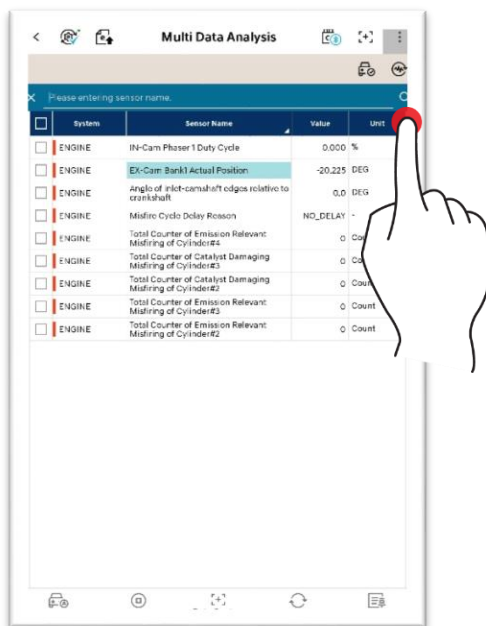 Multi Data Analysis
Please entering sensor name.
System Sensor Name Value Unit
ENGINE IN-Cam Phaser 1 Duty Cycle 0.000 %
ENGINE EX-Cam Bank1 Actual Position -20.225 DEG
ENGINE Angle of inlet-camshaft edges relative to 0.0 DEG
crankshaft
ENGINE Misfire Cycle Delay Reason NO_DELAY -
ENGINE Total Counter of Emission Relevant 0
Misfiring of Cylinder#4
ENGINE Total Counter of Catalyst Damaging 0
Misfiring of Cylinder#3
ENGINE Total Counter of Catalyst Damaging 0
Misfiring of Cylinder#2
ENGINE Total Counter of Emission Relevant 0 Count
Misfiring of Cylinder#3
ENGINE Total Counter of Emission Relevant 0 Count
Misfiring of Cylinder#2